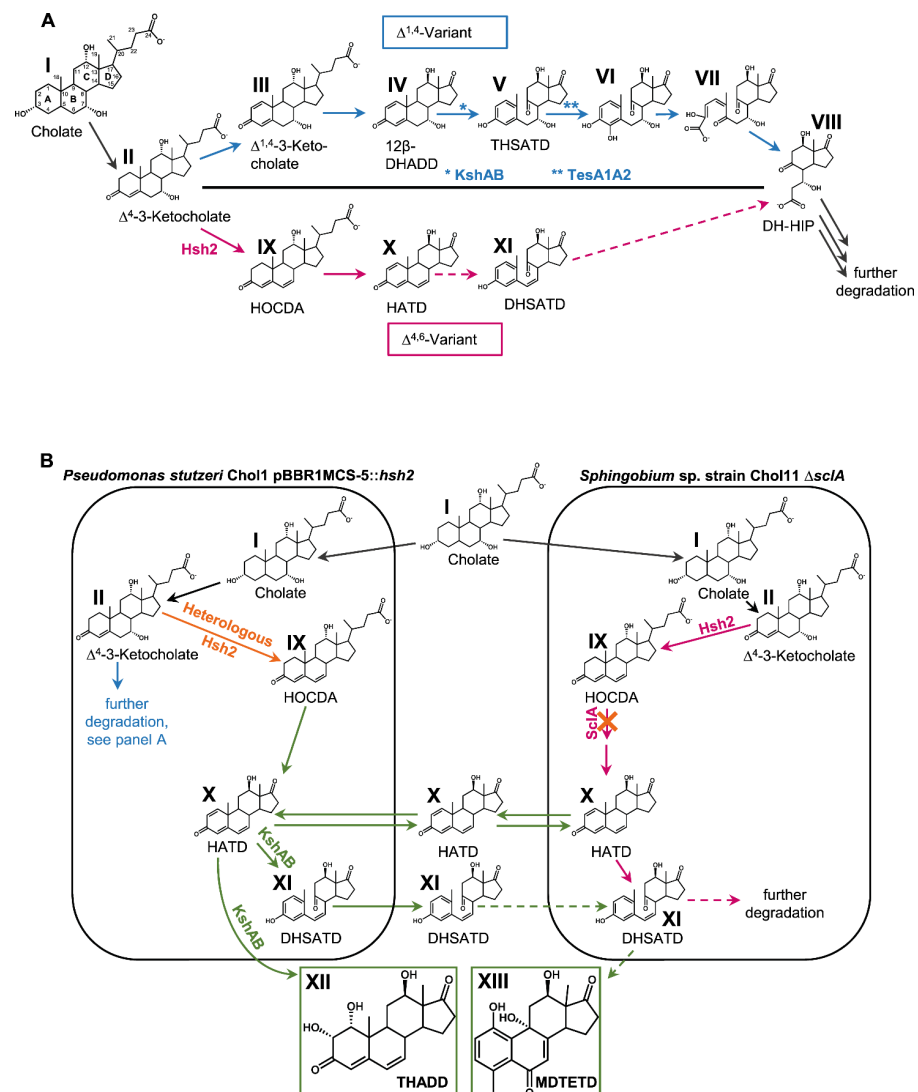 A
Δ1,4-Variant
I
Cholate
II
Δ4-3-Ketocholate
III
Δ1,4-3-Keto-
cholate
IV
12β-
DHADD
*
V
THSATD
**
VI
VII
VIII
DH-HIP
* KshAB
** TesA1A2
Hsh2
IX
HOCDA
X
HATD
XI
DHSATD
further
degradation
Δ4,6-Variant
B
Pseudomonas stutzeri Chol1 pBBR1MCS-5::hsh2
Sphingobium sp. strain Chol11 ΔsclA
I
Cholate
I
Cholate
I
Cholate
II
Δ4-3-Ketocholate
Heterologous
Hsh2
IX
HOCDA
further
degradation,
see panel A
II
Δ4-3-Ketocholate
Hsh2
IX
HOCDA
SclA
X
HATD
X
HATD
X
HATD
KshAB
KshAB
XI
DHSATD
XI
DHSATD
XI
DHSATD
further
degradation
XII
THADD
XIII
MDTETD